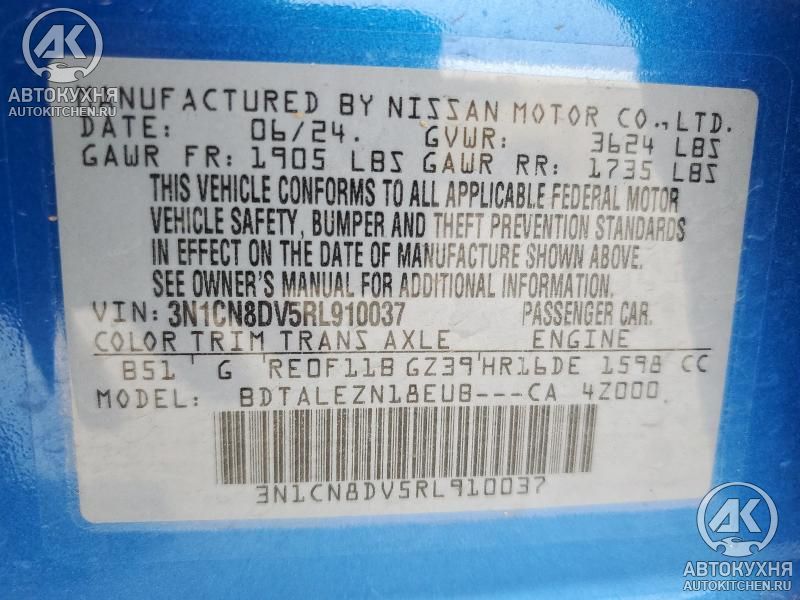 АК
АВТОКУХНЯ
AUTOKITCHEN.RU
MANUFACTURED BY NISSAN MOTOR CO.,LTD.
DATE: 06/24. GVWR: 3624 LBS
GAWR FR: 1905 LBS GAWR RR: 1735 LBS
THIS VEHICLE CONFORMS TO ALL APPLICABLE FEDERAL MOTOR
VEHICLE SAFETY, BUMPER AND THEFT PREVENTION STANDARDS
IN EFFECT ON THE DATE OF MANUFACTURE SHOWN ABOVE.
SEE OWNER'S MANUAL FOR ADDITIONAL INFORMATION.
VIN: 3N1CN8DV5RL910037 PASSENGER CAR.
COLOR TRIM TRANS AXLE ENGINE
B51 G RE0F11B GZ39 HR16DE 1598 CC
MODEL: BDTALEZN18EUB---CA 4Z000
3N1CN8DV5RL910037
АК
АВТОКУХНЯ
AUTOKITCHEN.RU